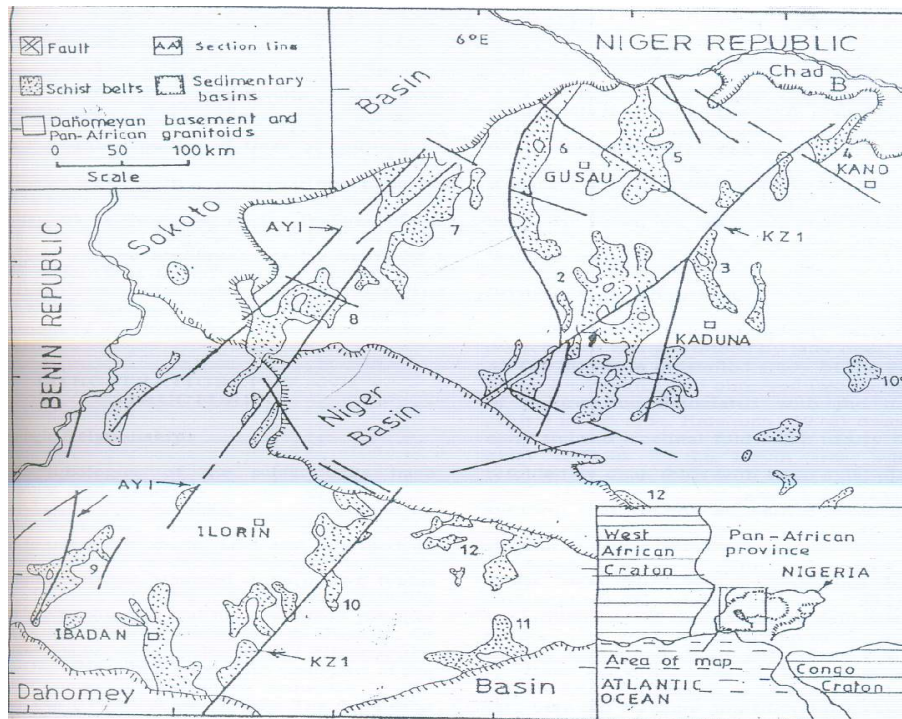 Fault
AA' Section line
Schist belts
Sedimentary
basins
Dahomeyan basement and
Pan-African granitoids
0 50 100 km
Scale
6°E
NIGER REPUBLIC
Basin
Chad
B
6
GUSAU
5
4
KANO
AYI
Sokoto
7
KZ1
2
3
8
KADUNA
BENIN REPUBLIC
Niger
Basin
10°
AYI
12
ILORIN
12
9
10
IBADAN
11
KZ1
Dahomey
Basin
West
African
Craton
Pan-African
province
NIGERIA
Area of map
ATLANTIC
OCEAN
Congo
Craton